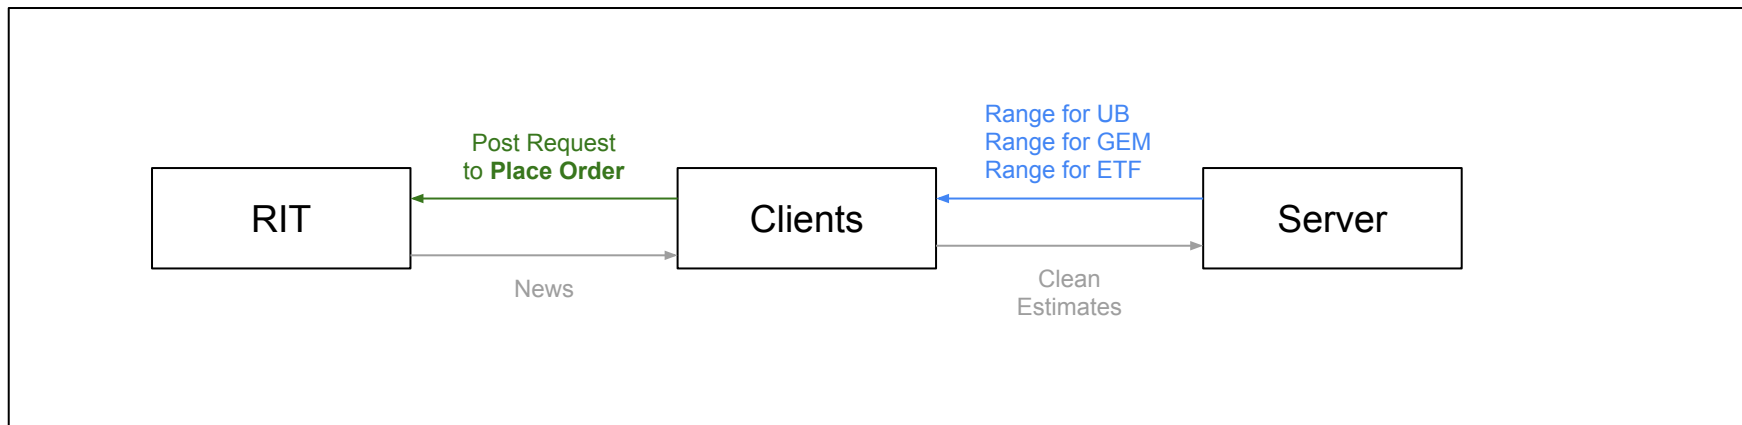 Range for UB
Range for GEM
Range for ETF
Post Request
to Place Order
RIT
Clients
Server
News
Clean
Estimates